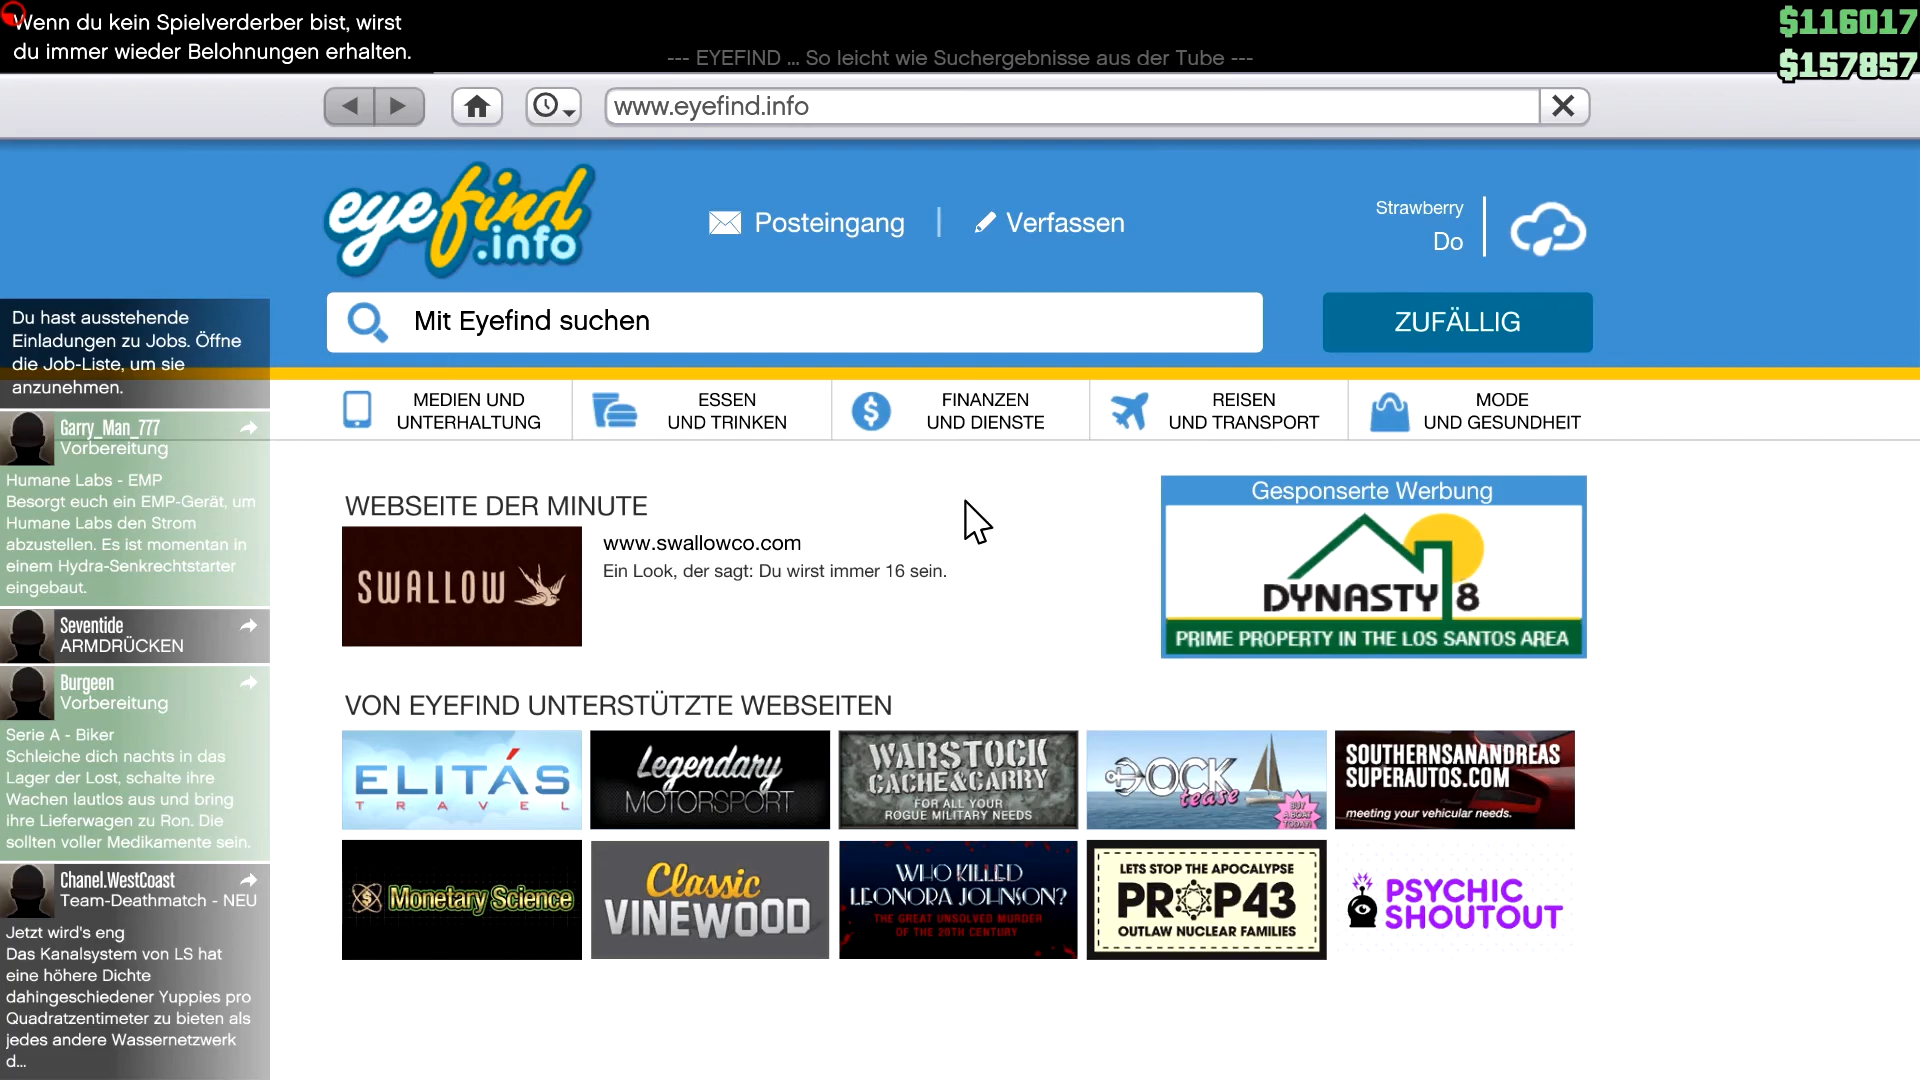 Wenn du kein Spielverderber bist, wirst
du immer wieder Belohnungen erhalten.
--- EYEFIND ... So leicht wie Suchergebnisse aus der Tube ---
$116017
$157857
www.eyefind.info
eyefind
.info
Posteingang
Verfassen
Strawberry
Do
Mit Eyefind suchen
ZUFÄLLIG
MEDIEN UND
UNTERHALTUNG
ESSEN
UND TRINKEN
FINANZEN
UND DIENSTE
REISEN
UND TRANSPORT
MODE
UND GESUNDHEIT
Du hast ausstehende
Einladungen zu Jobs. Öffne
die Job-Liste, um sie
anzunehmen.
Garry_Man_777
Vorbereitung
Humane Labs - EMP
Besorgt euch ein EMP-Gerät, um
Humane Labs den Strom
abzustellen. Es ist momentan in
einem Hydra-Senkrechtstarter
eingebaut.
Seventide
ARMDRÜCKEN
Burgeen
Vorbereitung
Serie A - Biker
Schleiche dich nachts in das
Lager der Lost, schalte ihre
Wachen lautlos aus und bring
ihre Lieferwagen zu Ron. Die
sollten voller Medikamente sein.
Chanel.WestCoast
Team-Deathmatch - NEU
Jetzt wird's eng
Das Kanalsystem von LS hat
eine höhere Dichte
dahingeschiedener Yuppies pro
Quadratzentimeter zu bieten als
jedes andere Wassernetzwerk
d...
WEBSEITE DER MINUTE
SWALLOW
www.swallowco.com
Ein Look, der sagt: Du wirst immer 16 sein.
Gesponserte Werbung
DYNASTY 8
PRIME PROPERTY IN THE LOS SANTOS AREA
VON EYEFIND UNTERSTÜTZTE WEBSEITEN
ELITÁS
TRAVEL
Legendary
MOTORSPORT
WARSTOCK
CACHE&CARRY
FOR ALL YOUR
ROGUE MILITARY NEEDS
DOCK
tease
BUY
A BOAT
TODAY!
SOUTHERNSANANDREAS
SUPERAUTOS.COM
meeting your vehicular needs.
Monetary Science
Classic
VINEWOOD
WHO KILLED
LEONORA JOHNSON?
THE GREAT UNSOLVED MURDER
OF THE 20TH CENTURY
LETS STOP THE APOCALYPSE
PROP43
OUTLAW NUCLEAR FAMILIES
PSYCHIC
SHOUTOUT